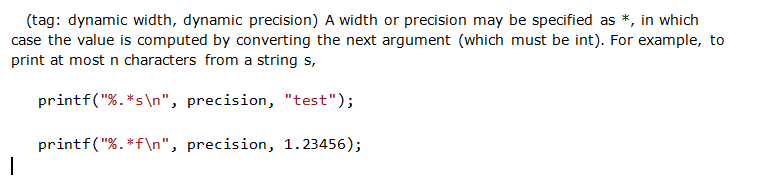 (tag: dynamic width, dynamic precision) A width or precision may be specified as *, in which
case the value is computed by converting the next argument (which must be int). For example, to
print at most n characters from a string s,
printf("%.*s\n", precision, "test");
printf("%.*f\n", precision, 1.23456);